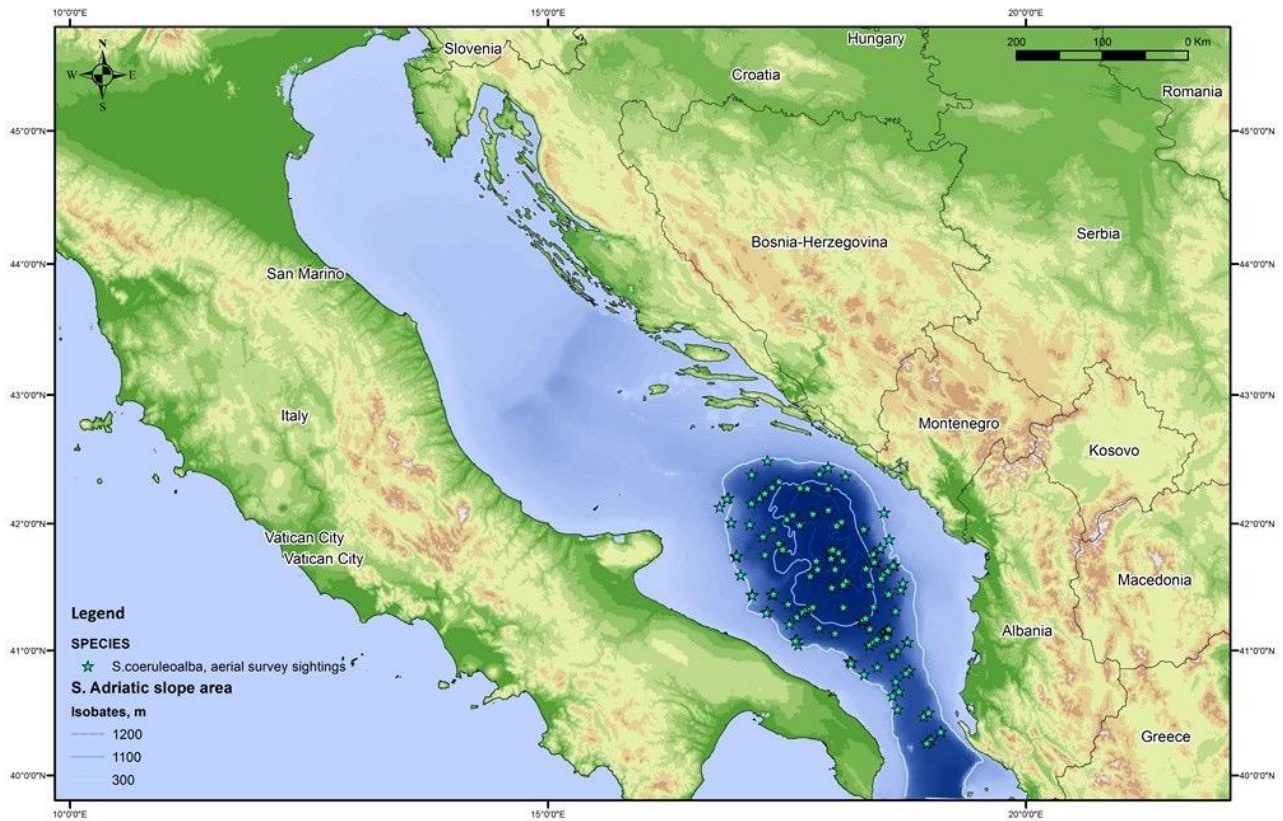 10°0'0"E 15°0'0"E 20°0'0"E
N
W E
S
Slovenia
Hungary
200 100 0 Km
Croatia
Romania
45°0'0"N 45°0'0"N
Bosnia-Herzegovina
Serbia
44°0'0"N 44°0'0"N
San Marino
43°0'0"N 43°0'0"N
Italy
Montenegro
Kosovo
42°0'0"N 42°0'0"N
Vatican City
Vatican City
Macedonia
Legend
SPECIES
Albania
S.coeruleoalba, aerial survey sightings
41°0'0"N 41°0'0"N
S. Adriatic slope area
Isobates, m
1200
Greece
1100
300
40°0'0"N 40°0'0"N
10°0'0"E 15°0'0"E 20°0'0"E